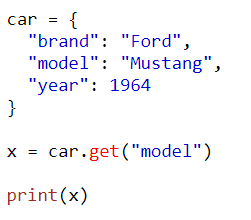 car = {
  "brand": "Ford",
  "model": "Mustang",
  "year": 1964
}
x = car.get("model")
print(x)